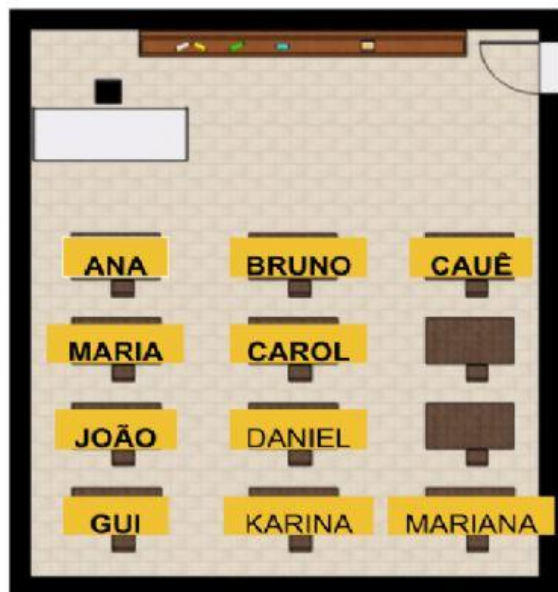 ANA BRUNO CAUÊ
MARIA CAROL
JOÃO DANIEL
GUI KARINA MARIANA